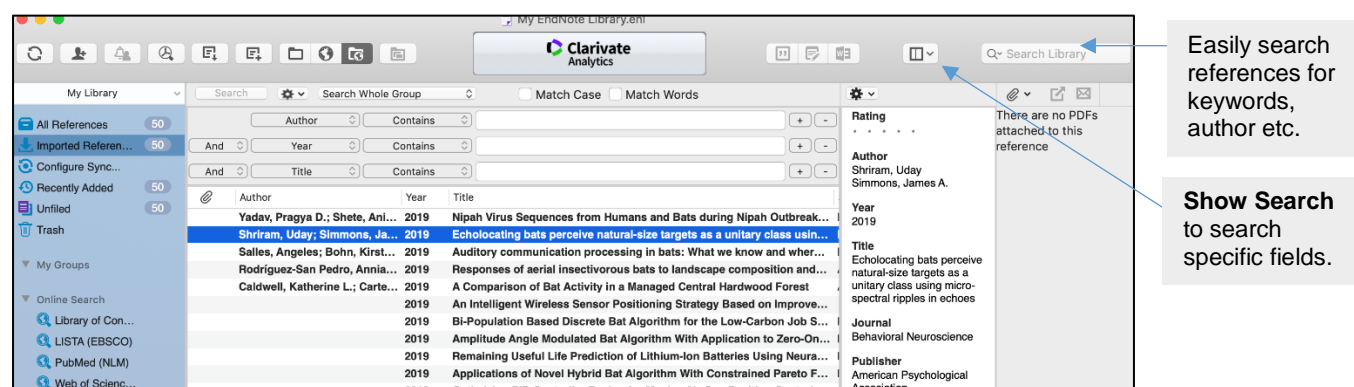 My EndNote Library.enl
Clarivate
Analytics
Search Library
My Library
Search
Search Whole Group
Match Case
Match Words
All References 50
Imported Referen... 50
Configure Sync...
Recently Added 50
Unfiled 50
Trash
My Groups
Online Search
Library of Con...
LISTA (EBSCO)
PubMed (NLM)
Web of Scienc...
Author Contains + -
And Year Contains + -
And Title Contains + -
Author Year Title
Yadav, Pragya D.; Shete, Ani... 2019 Nipah Virus Sequences from Humans and Bats during Nipah Outbreak...
Shriram, Uday; Simmons, Ja... 2019 Echolocating bats perceive natural-size targets as a unitary class usin...
Salles, Angeles; Bohn, Kirst... 2019 Auditory communication processing in bats: What we know and wher...
Rodríguez-San Pedro, Annia... 2019 Responses of aerial insectivorous bats to landscape composition and...
Caldwell, Katherine L.; Carte... 2019 A Comparison of Bat Activity in a Managed Central Hardwood Forest
2019 An Intelligent Wireless Sensor Positioning Strategy Based on Improve...
2019 Bi-Population Based Discrete Bat Algorithm for the Low-Carbon Job S...
2019 Amplitude Angle Modulated Bat Algorithm With Application to Zero-On...
2019 Remaining Useful Life Prediction of Lithium-Ion Batteries Using Neura...
2019 Applications of Novel Hybrid Bat Algorithm With Constrained Pareto F...
Rating
Author
Shriram, Uday
Simmons, James A.
Year
2019
Title
Echolocating bats perceive
natural-size targets as a
unitary class using micro-
spectral ripples in echoes
Journal
Behavioral Neuroscience
Publisher
American Psychological
Association
There are no PDFs
attached to this
reference
Easily search
references for
keywords,
author etc.
Show Search
to search
specific fields.